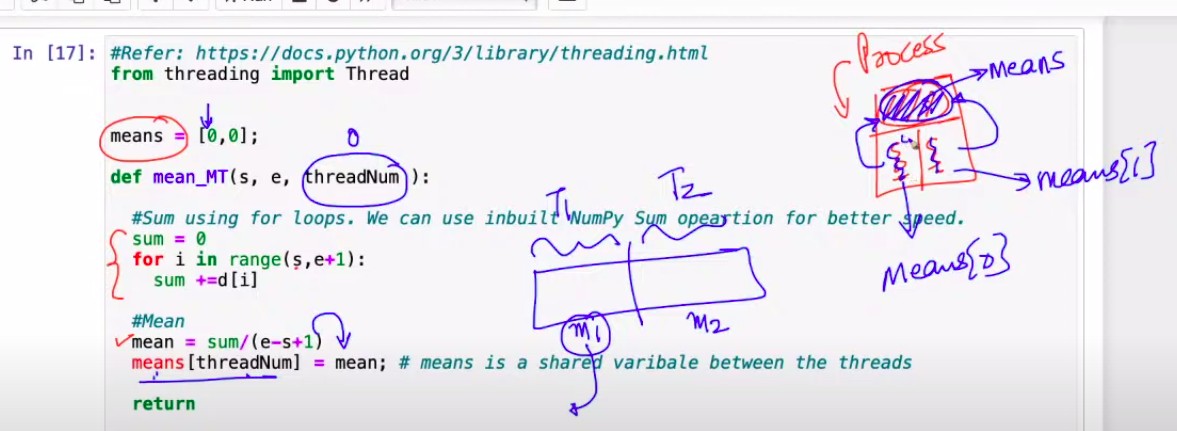 In [17]: #Refer: https://docs.python.org/3/library/threading.html
from threading import Thread
means = [0,0];
0
def mean_MT(s, e, threadNum ):
#Sum using for loops. We can use inbuilt NumPy Sum opeartion for better speed.
sum = 0
for i in range(s,e+1):
sum +=d[i]
#Mean
mean = sum/(e-s+1)
means[threadNum] = mean; # means is a shared varibale between the threads
return
T1
T2
m1
m2
Process
Means
means[1]
Means[0]